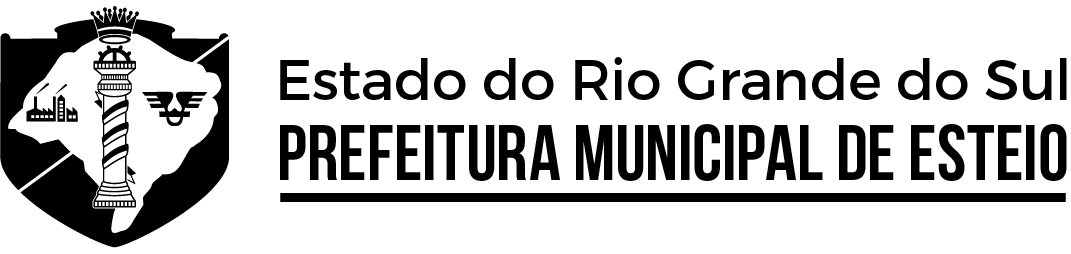 Estado do Rio Grande do Sul
PREFEITURA MUNICIPAL DE ESTEIO